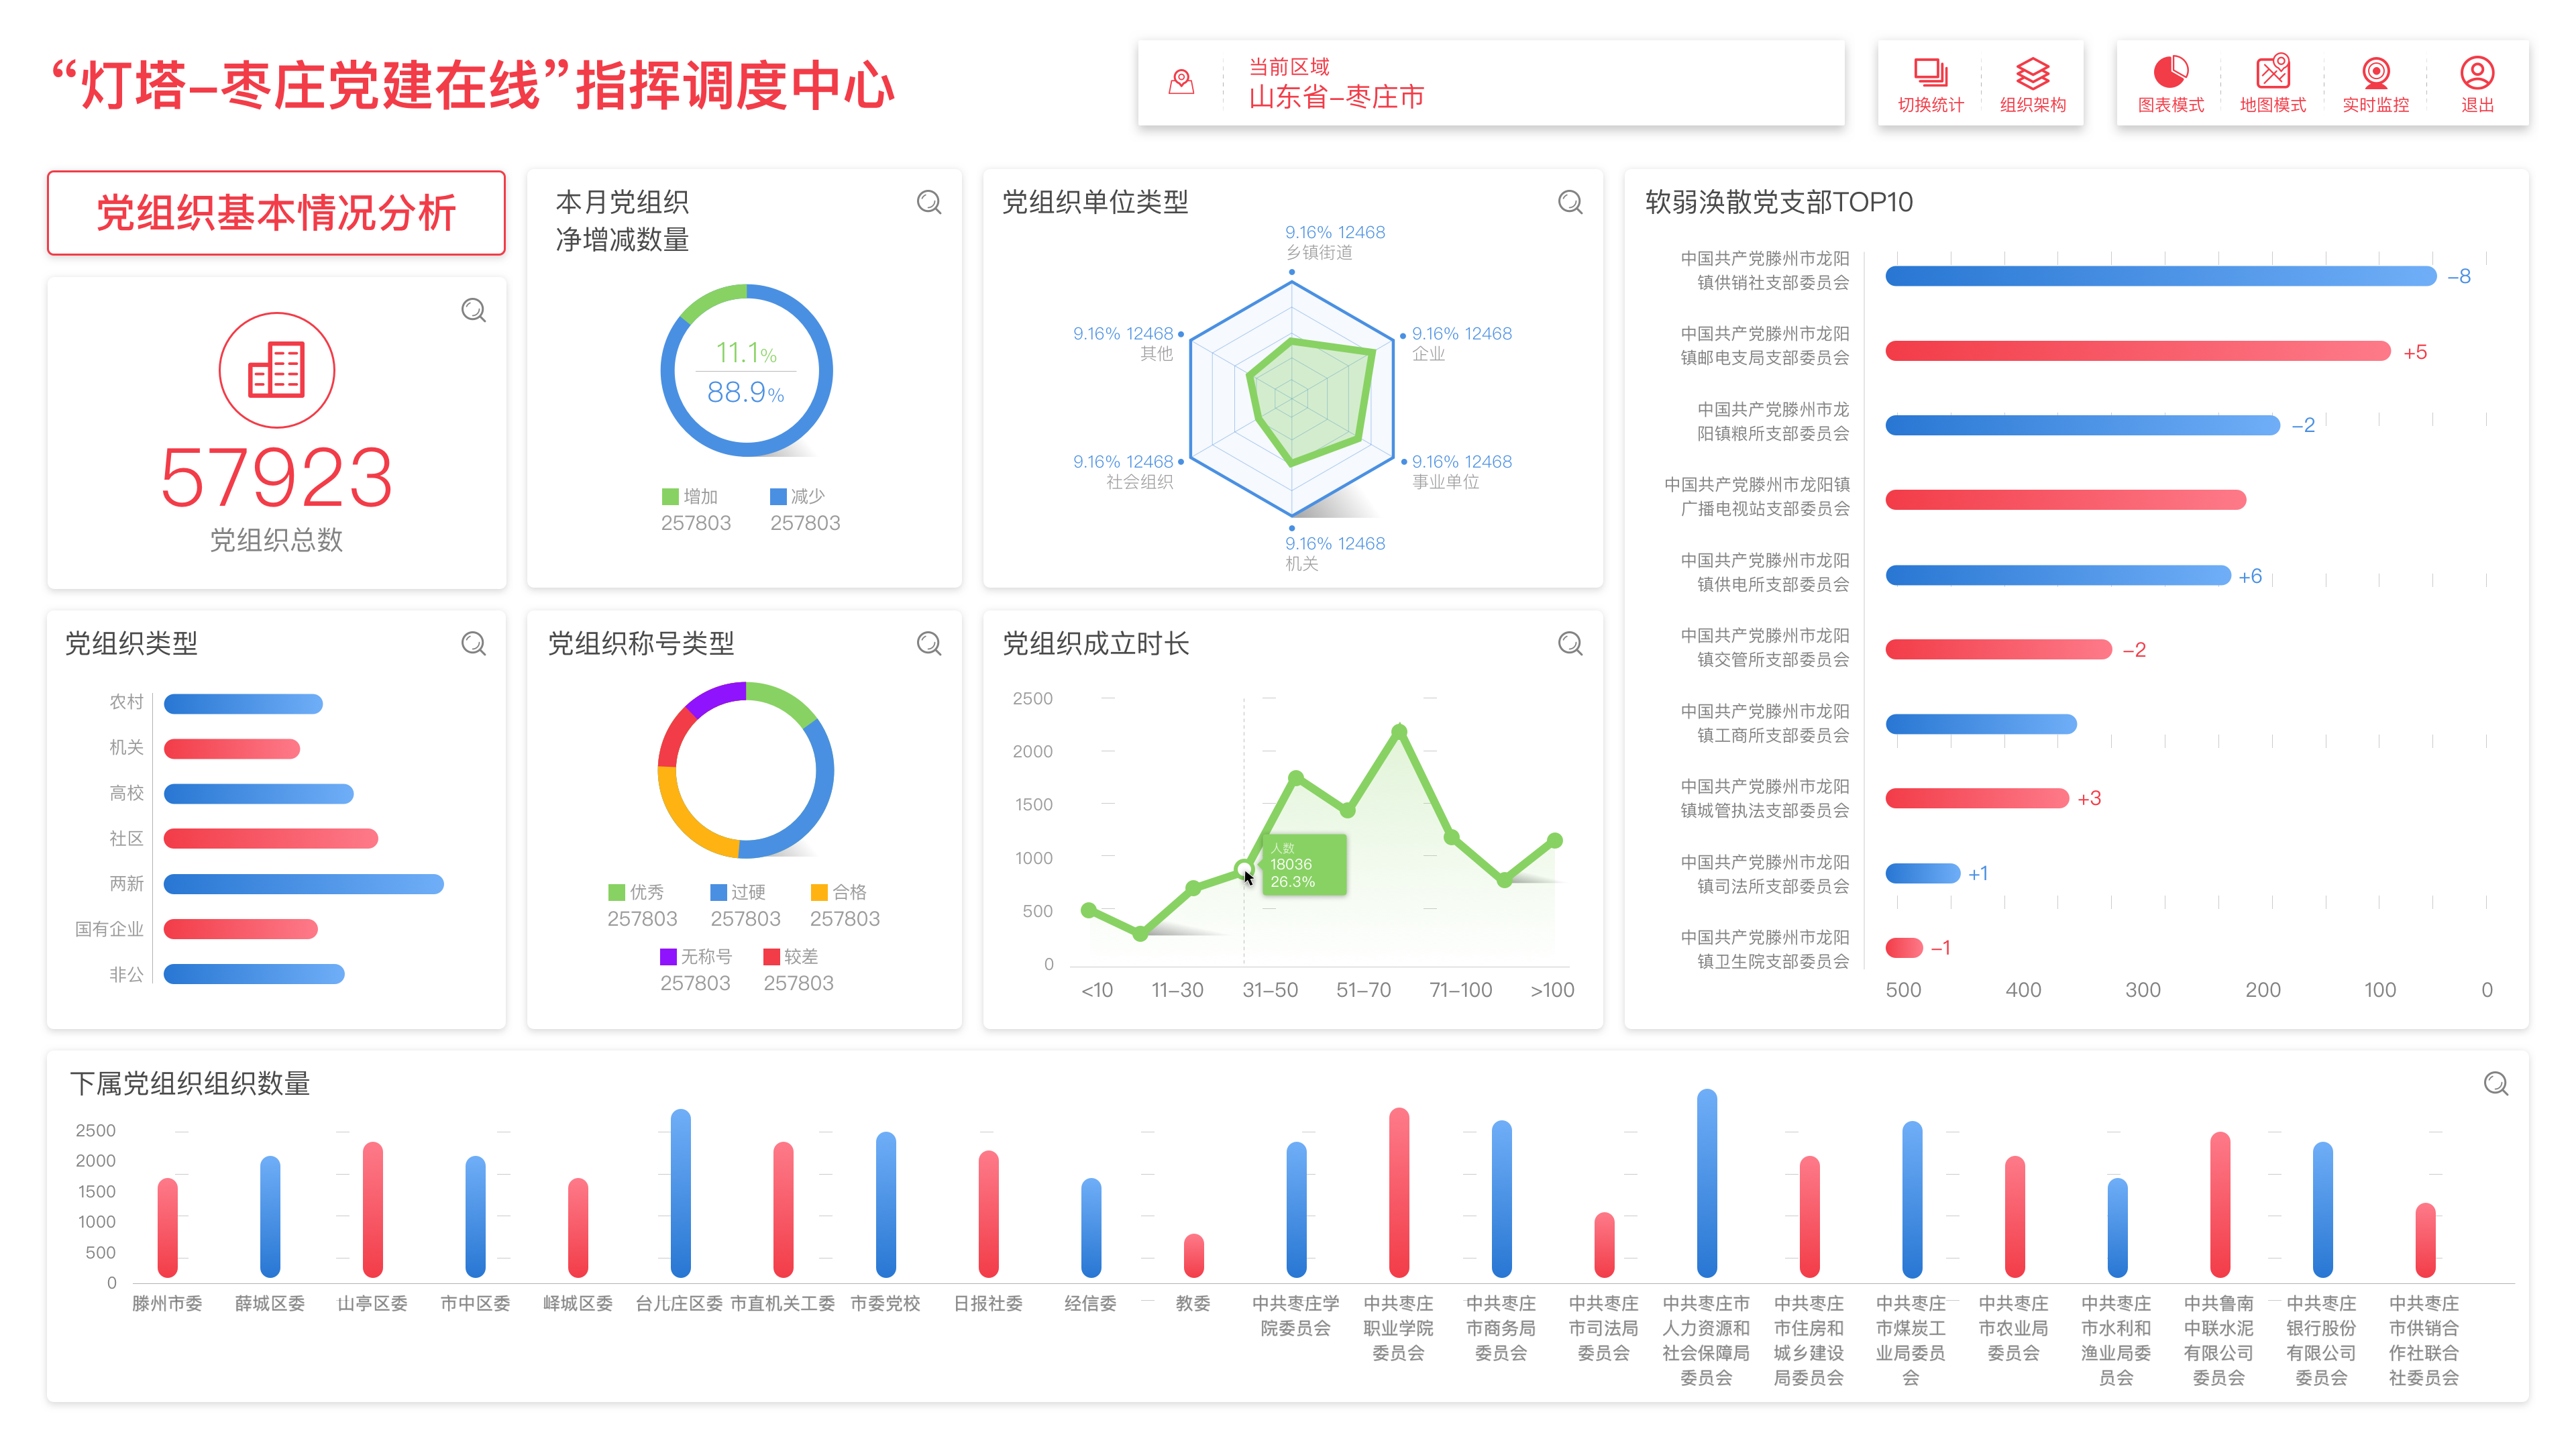 “灯塔–枣庄党建在线”指挥调度中心
当前区域
山东省–枣庄市
切换统计
组织架构
图表模式
地图模式
实时监控
退出
党组织基本情况分析
57923
党组织总数
本月党组织
净增减数量
11.1%
88.9%
增加
257803
减少
257803
党组织单位类型
9.16% 12468
乡镇街道
9.16% 12468
其他
9.16% 12468
企业
9.16% 12468
社会组织
9.16% 12468
事业单位
9.16% 12468
机关
软弱涣散党支部TOP10
中国共产党滕州市龙阳
镇供销社支部委员会
–8
中国共产党滕州市龙阳
镇邮电支局支部委员会
+5
中国共产党滕州市龙
阳镇粮所支部委员会
–2
中国共产党滕州市龙阳镇
广播电视站支部委员会
中国共产党滕州市龙阳
镇供电所支部委员会
+6
中国共产党滕州市龙阳
镇交管所支部委员会
–2
中国共产党滕州市龙阳
镇工商所支部委员会
中国共产党滕州市龙阳
镇城管执法支部委员会
+3
中国共产党滕州市龙阳
镇司法所支部委员会
+1
中国共产党滕州市龙阳
镇卫生院支部委员会
–1
500 400 300 200 100 0
党组织类型
农村
机关
高校
社区
两新
国有企业
非公
党组织称号类型
优秀
257803
过硬
257803
合格
257803
无称号
257803
较差
257803
党组织成立时长
2500
2000
1500
1000
500
0
人数
18036
26.3%
<10 11–30 31–50 51–70 71–100 >100
下属党组织组织数量
2500
2000
1500
1000
500
0
滕州市委
薛城区委
山亭区委
市中区委
峄城区委
台儿庄区委
市直机关工委
市委党校
日报社委
经信委
教委
中共枣庄学
院委员会
中共枣庄
职业学院
委员会
中共枣庄
市商务局
委员会
中共枣庄
市司法局
委员会
中共枣庄市
人力资源和
社会保障局
委员会
中共枣庄
市住房和
城乡建设
局委员会
中共枣庄
市煤炭工
业局委员
会
中共枣庄
市农业局
委员会
中共枣庄
市水利和
渔业局委
员会
中共鲁南
中联水泥
有限公司
委员会
中共枣庄
银行股份
有限公司
委员会
中共枣庄
市供销合
作社联合
社委员会